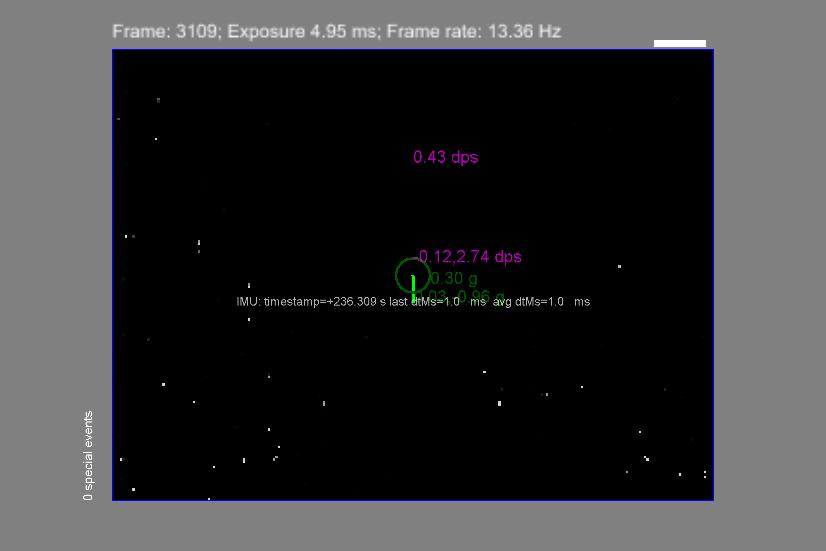 Frame: 3109; Exposure 4.95 ms; Frame rate: 13.36 Hz
0.43 dps
-0.12,2.74 dps
0.30 g
0.96 g
IMU: timestamp=+236.309 s last dtMs=1.0 ms avg dtMs=1.0 ms
0 special events